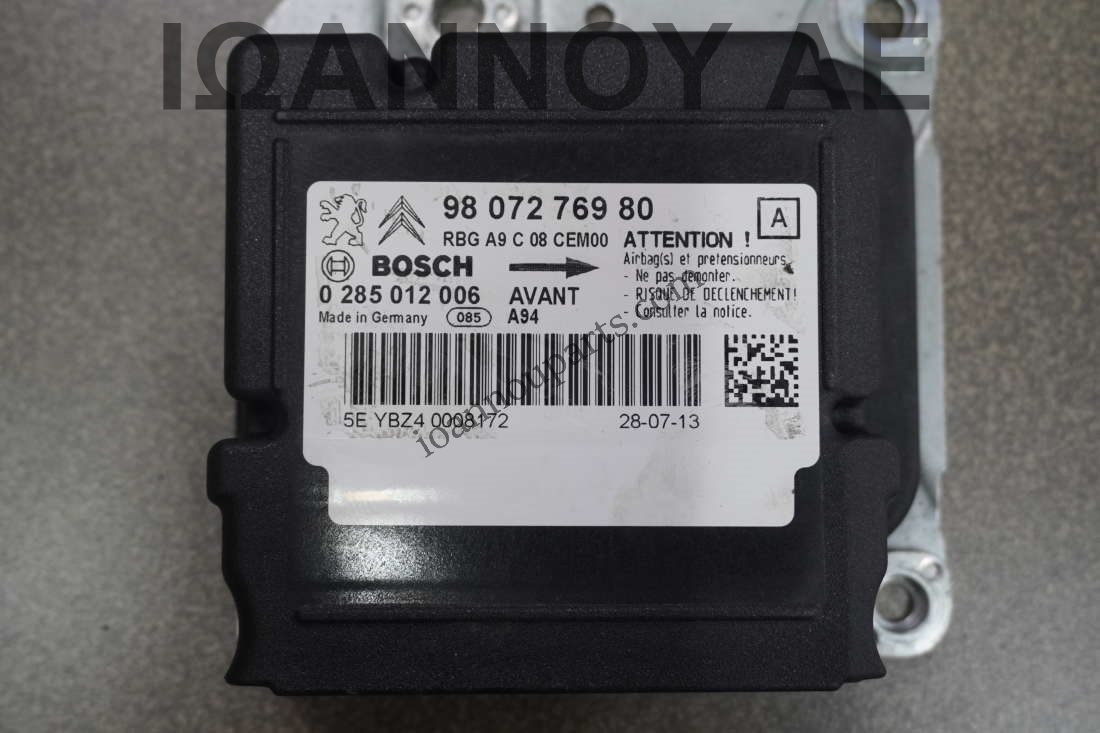 ΙΩΑΝΝΟΥ ΑΕ
98 072 769 80
A
RBG A9 C 08 CEM00
ATTENTION !
Airbag(s) et pretensionneurs
- Ne pas demonter.
- RISQUE DE DECLENCHEMENT!
- Consulter la notice.
BOSCH
0 285 012 006 AVANT
Made in Germany 085 A94
5E YBZ4 0008172 28-07-13
ioannouparts.com